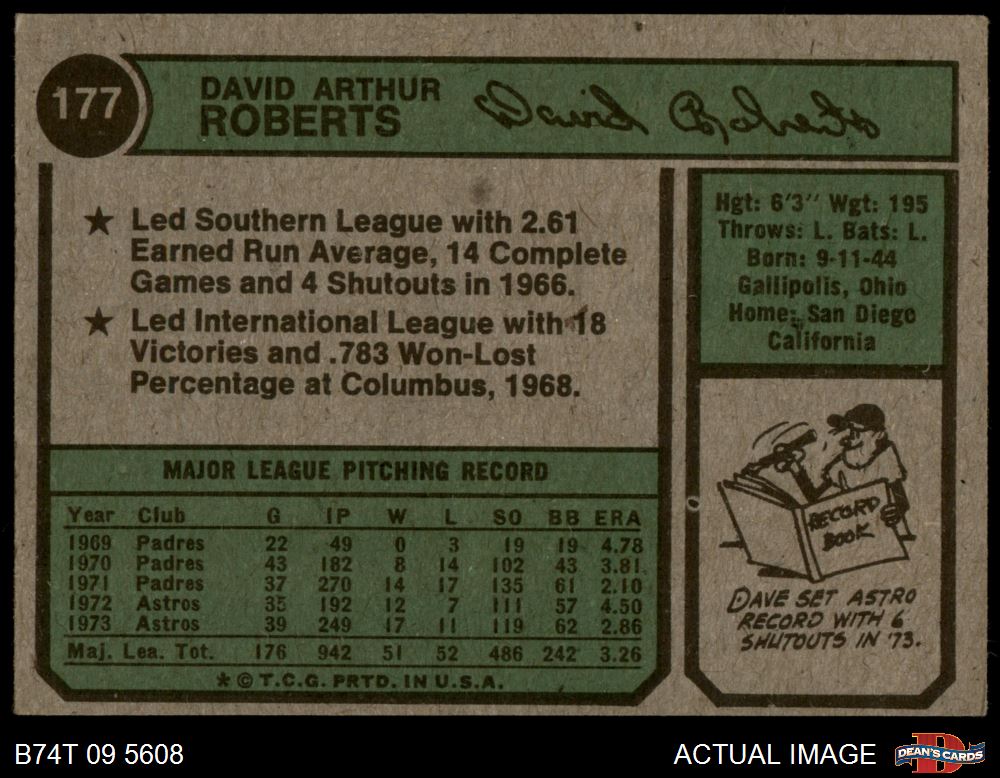 177
DAVID ARTHUR
ROBERTS
David Roberts
★ Led Southern League with 2.61
Earned Run Average, 14 Complete
Games and 4 Shutouts in 1966.
★ Led International League with 18
Victories and .783 Won-Lost
Percentage at Columbus, 1968.
Hgt: 6'3" Wgt: 195
Throws: L. Bats: L.
Born: 9-11-44
Gallipolis, Ohio
Home: San Diego
California
MAJOR LEAGUE PITCHING RECORD
Year Club G IP W L SO BB ERA
1969 Padres 22 49 0 3 19 19 4.78
1970 Padres 43 182 8 14 102 43 3.81
1971 Padres 37 270 14 17 135 61 2.10
1972 Astros 35 192 12 7 111 57 4.50
1973 Astros 39 249 17 11 119 62 2.86
Maj. Lea. Tot. 176 942 51 52 486 242 3.26
* © T.C.G. PRTD. IN U.S.A.
RECORD
BOOK
DAVE SET ASTRO
RECORD WITH 6
SHUTOUTS IN '73.
B74T 09 5608
ACTUAL IMAGE
DEAN'S CARDS